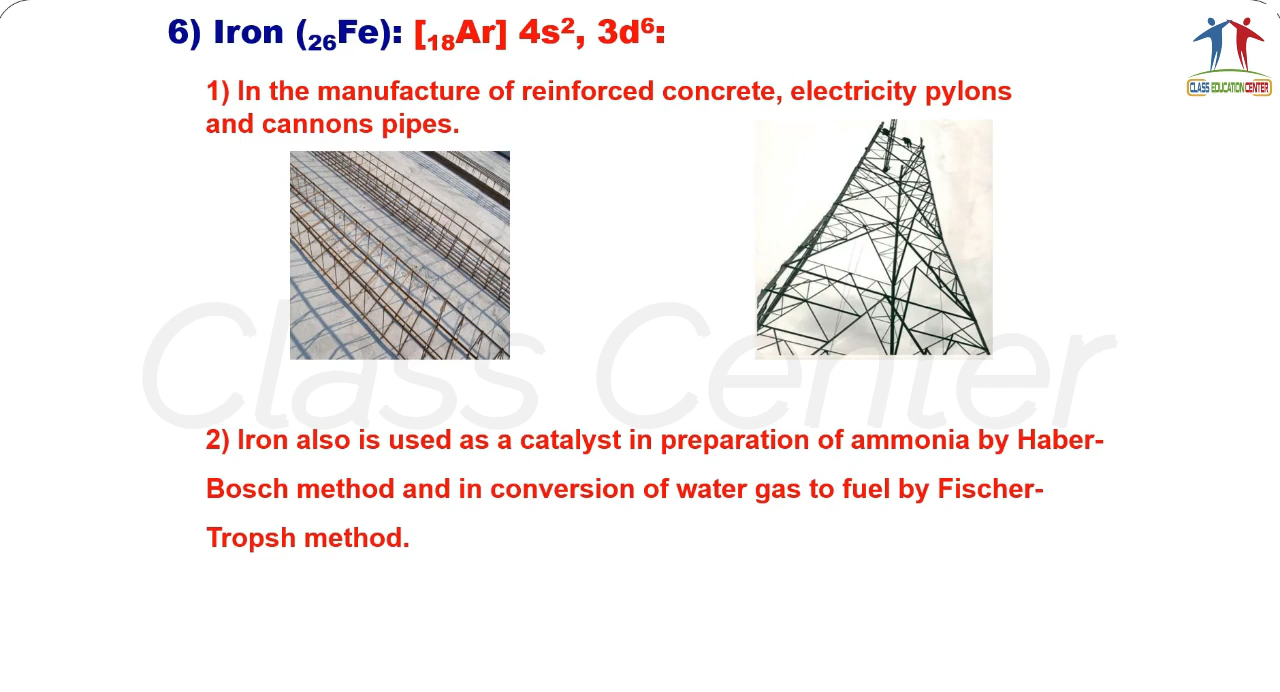 6) Iron (₂₆Fe): [₁₈Ar] 4s², 3d⁶:
CLASS EDUCATION CENTER
1) In the manufacture of reinforced concrete, electricity pylons
and cannons pipes.
Class Center
2) Iron also is used as a catalyst in preparation of ammonia by Haber-
Bosch method and in conversion of water gas to fuel by Fischer-
Tropsh method.